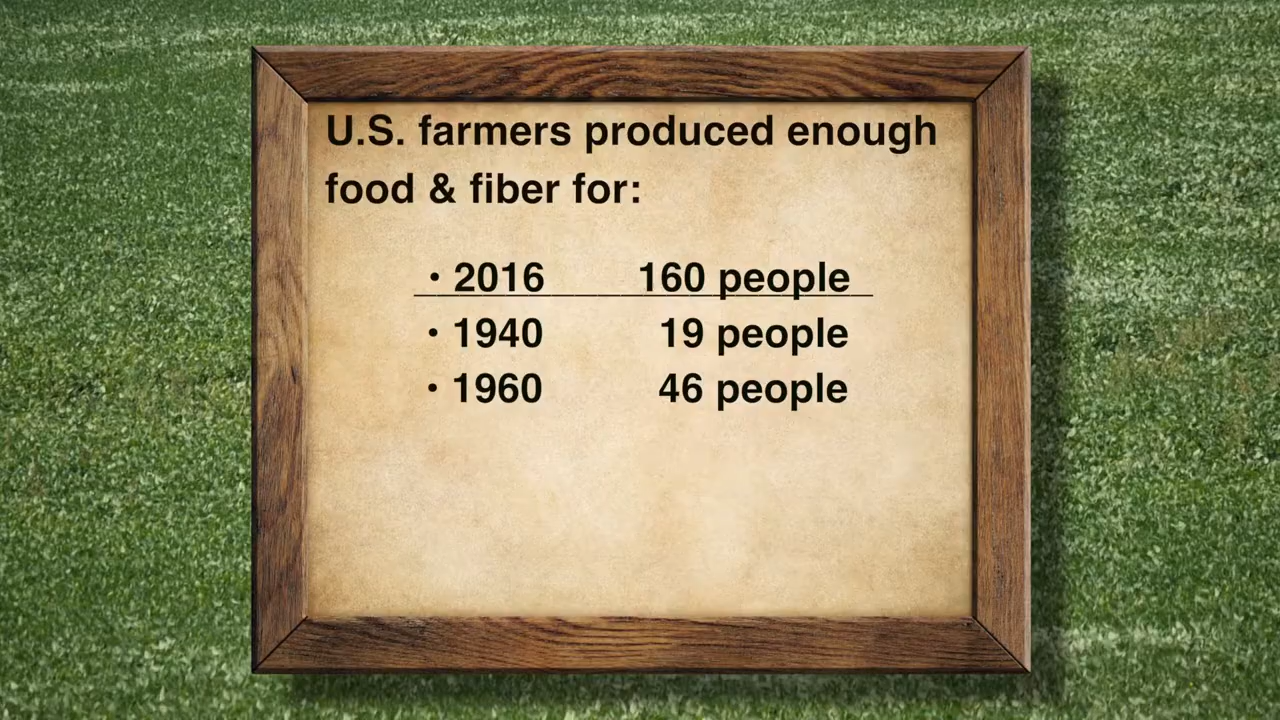 U.S. farmers produced enough
food & fiber for:
• 2016 160 people
• 1940 19 people
• 1960 46 people